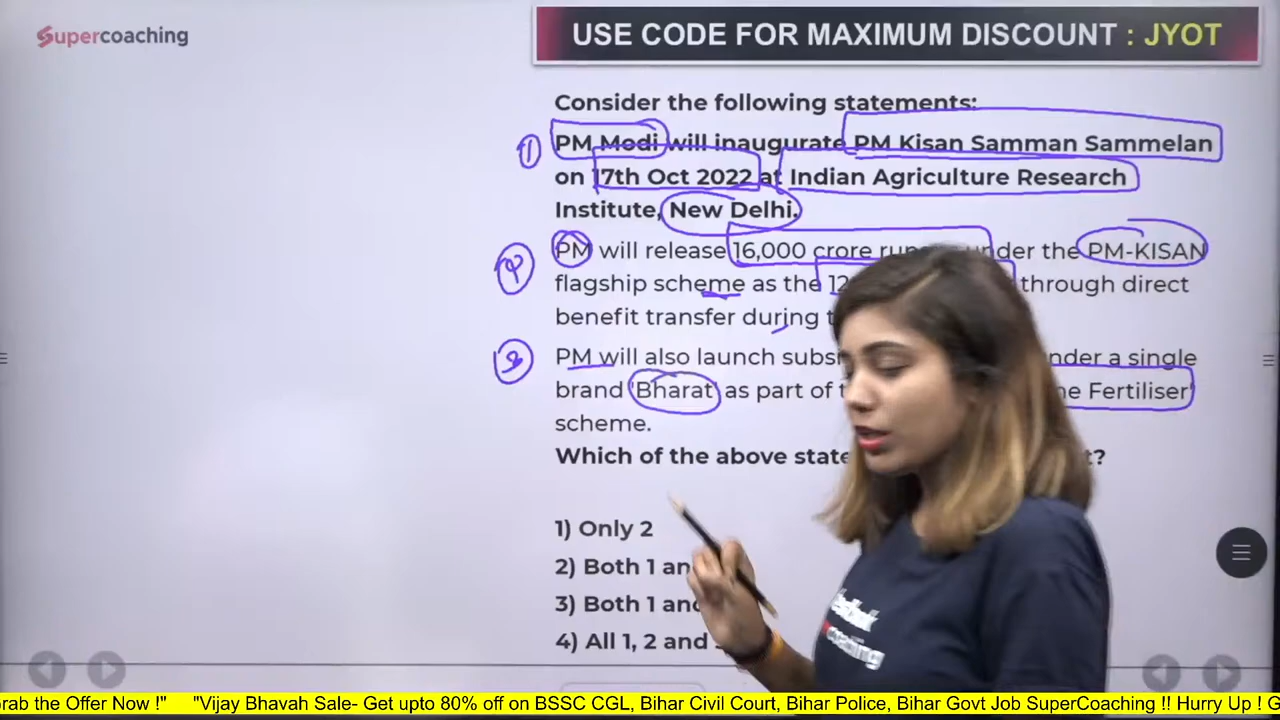 Supercoaching
USE CODE FOR MAXIMUM DISCOUNT : JYOT
Consider the following statements:
1 PM Modi will inaugurate PM Kisan Samman Sammelan
on 17th Oct 2022 at Indian Agriculture Research
Institute, New Delhi.
PM will release 16,000 crore under the PM-KISAN
flagship scheme as the 12 through direct
benefit transfer during
3 PM will also launch under a single
brand 'Bharat' as part of Fertiliser'
scheme.
Which of the above
1) Only 2
2) Both 1
3) Both 1
4) All 1, 2 and
coaching
Grab the Offer Now !" "Vijay Bhavah Sale- Get upto 80% off on BSSC CGL, Bihar Civil Court, Bihar Police, Bihar Govt Job SuperCoaching !! Hurry Up ! G